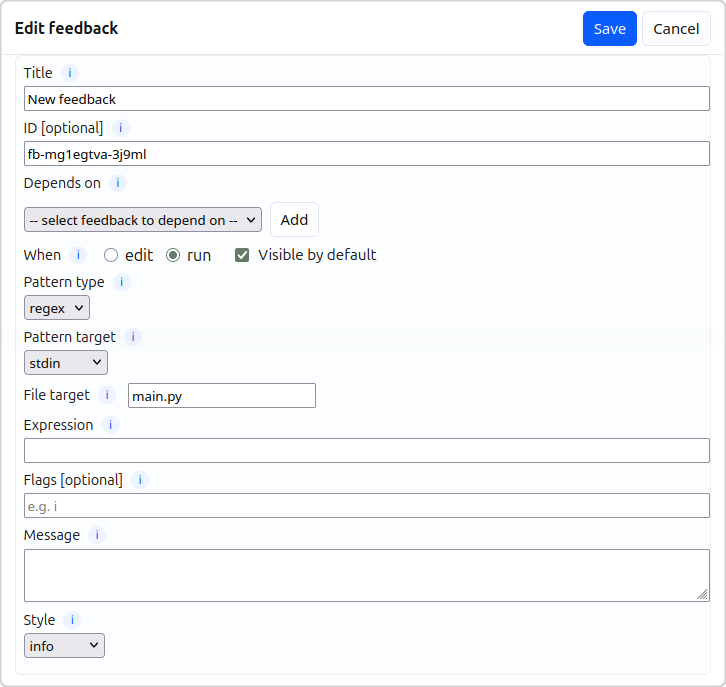 Edit feedback Save Cancel
Title i
New feedback
ID [optional] i
fb-mg1egtva-3j9ml
Depends on i
-- select feedback to depend on -- Add
When i edit run Visible by default
Pattern type i
regex
Pattern target i
stdin
File target i main.py
Expression i
Flags [optional] i
e.g. i
Message i
Style i
info